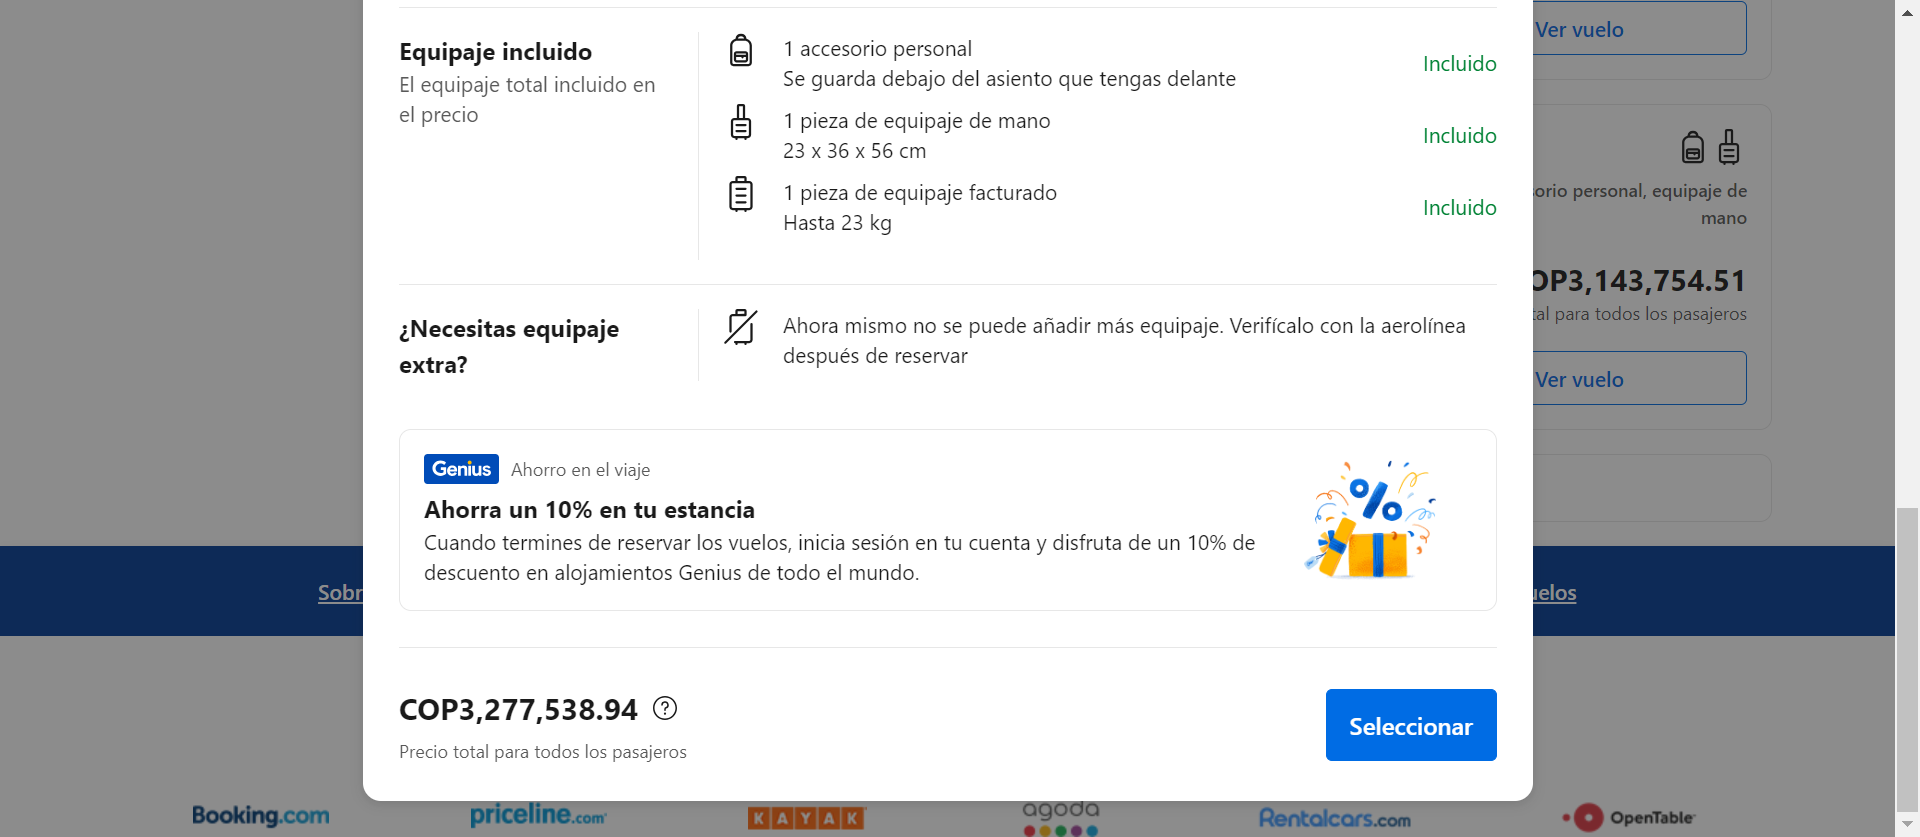 Equipaje incluido
El equipaje total incluido en
el precio
1 accesorio personal
Se guarda debajo del asiento que tengas delante
Incluido
1 pieza de equipaje de mano
23 x 36 x 56 cm
Incluido
1 pieza de equipaje facturado
Hasta 23 kg
Incluido
¿Necesitas equipaje
extra?
Ahora mismo no se puede añadir más equipaje. Verifícalo con la aerolínea
después de reservar
Genius Ahorro en el viaje
Ahorra un 10% en tu estancia
Cuando termines de reservar los vuelos, inicia sesión en tu cuenta y disfruta de un 10% de
descuento en alojamientos Genius de todo el mundo.
%
COP3,277,538.94 ?
Precio total para todos los pasajeros
Seleccionar
Ver vuelo
personal, equipaje de
mano
OP3,143,754.51
para todos los pasajeros
Ver vuelo
Sobr
uelos
Booking.com
priceline.com
KAYAK
agoda
Rentalcars.com
OpenTable